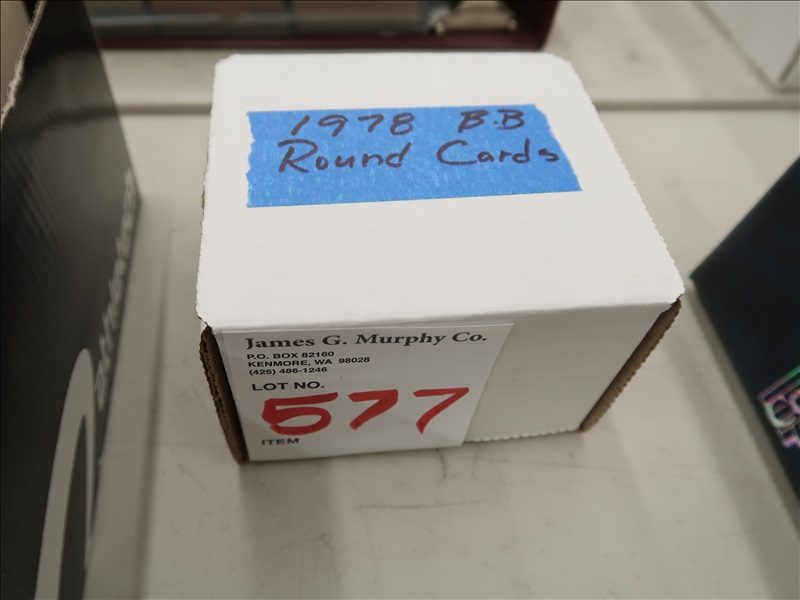 1978 B.B
Round Cards
James G. Murphy Co.
P.O. BOX 82160
KENMORE, WA 98028
(425) 486-1246
LOT NO.
577
ITEM